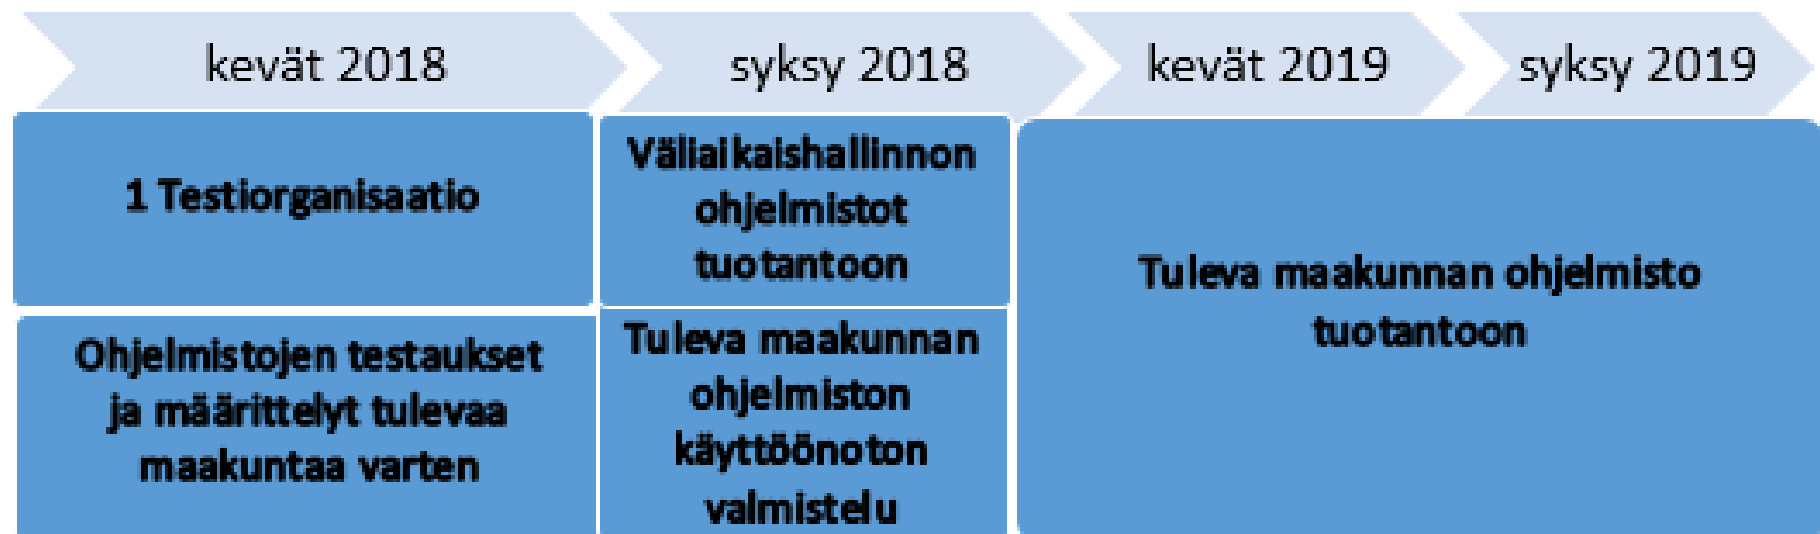 kevät 2018
syksy 2018
kevät 2019
syksy 2019
1 Testiorganisaatio
Väliaikaishallinnon
ohjelmistot
tuotantoon
Tuleva maakunnan ohjelmisto
tuotantoon
Ohjelmistojen testaukset
ja määrittelyt tulevaa
maakuntaa varten
Tuleva maakunnan
ohjelmiston
käyttöönoton
valmistelu